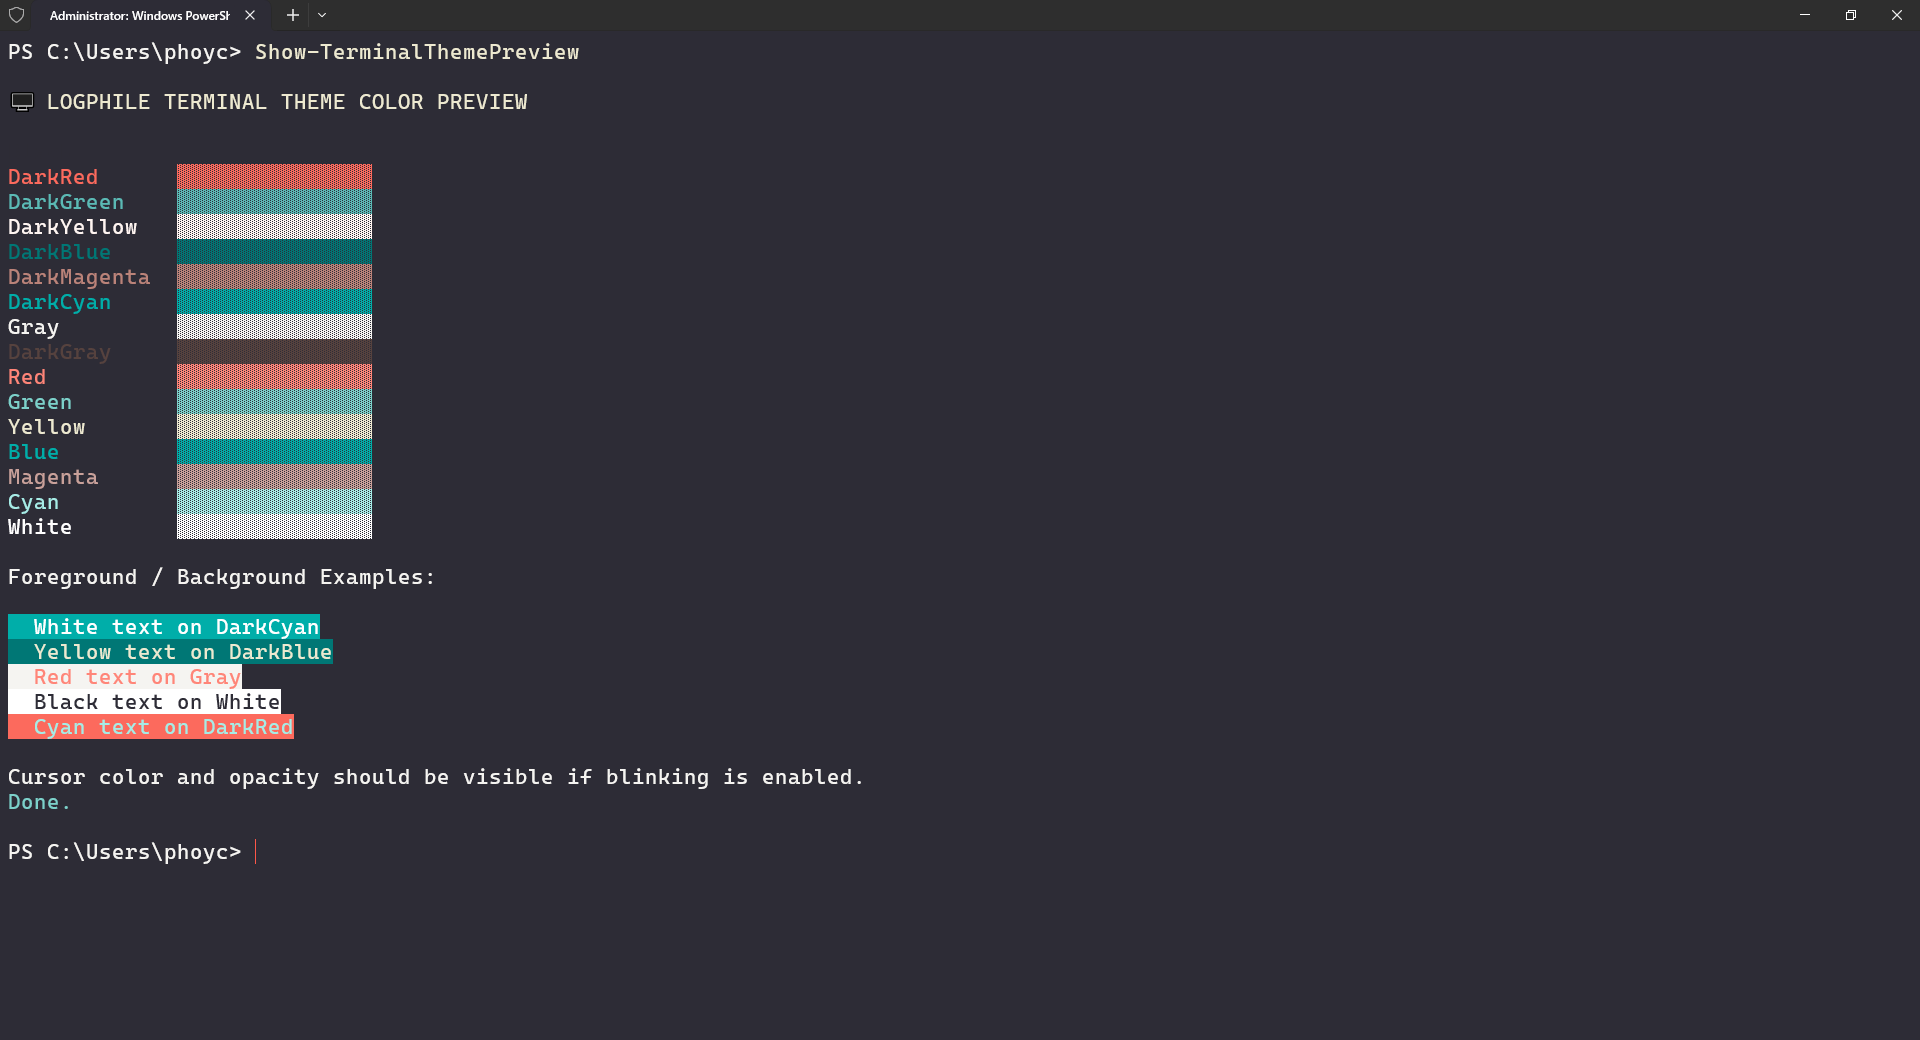 Administrator: Windows PowerSh
PS C:\Users\phoyc> Show-TerminalThemePreview
LOGPHILE TERMINAL THEME COLOR PREVIEW
DarkRed
DarkGreen
DarkYellow
DarkBlue
DarkMagenta
DarkCyan
Gray
DarkGray
Red
Green
Yellow
Blue
Magenta
Cyan
White
Foreground / Background Examples:
White text on DarkCyan
Yellow text on DarkBlue
Red text on Gray
Black text on White
Cyan text on DarkRed
Cursor color and opacity should be visible if blinking is enabled.
Done.
PS C:\Users\phoyc>